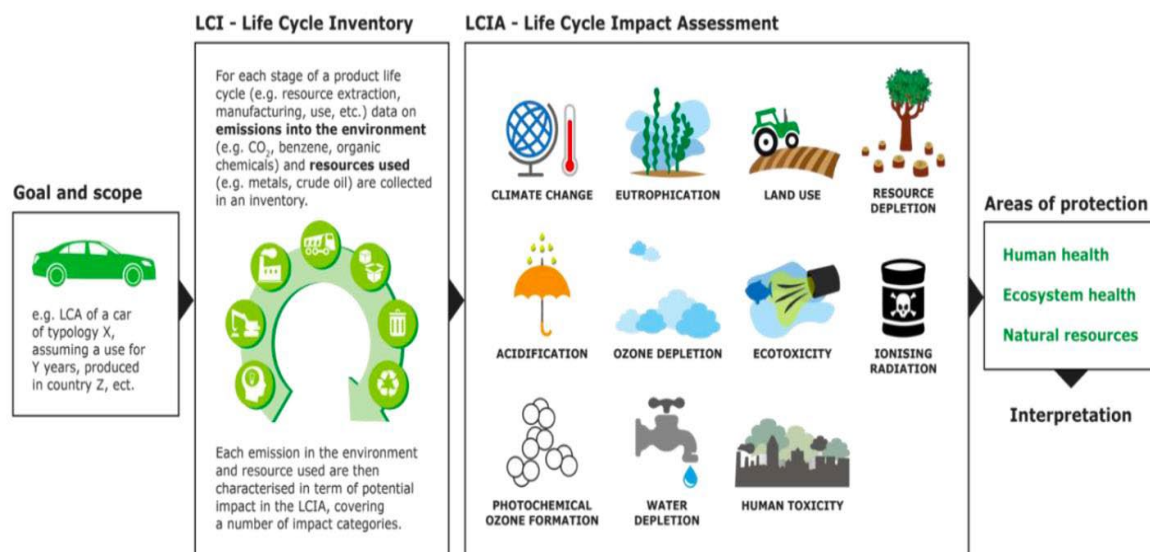 Goal and scope
e.g. LCA of a car
of typology X,
assuming a use for
Y years, produced
in country Z, ect.
LCI - Life Cycle Inventory
For each stage of a product life
cycle (e.g. resource extraction,
manufacturing, use, etc.) data on
emissions into the environment
(e.g. CO₂, benzene, organic
chemicals) and resources used
(e.g. metals, crude oil) are collected
in an inventory.
Each emission in the environment
and resource used are then
characterised in term of potential
impact in the LCIA, covering
a number of impact categories.
LCIA - Life Cycle Impact Assessment
CLIMATE CHANGE
EUTROPHICATION
LAND USE
RESOURCE
DEPLETION
ACIDIFICATION
OZONE DEPLETION
ECOTOXICITY
IONISING
RADIATION
PHOTOCHEMICAL
OZONE FORMATION
WATER
DEPLETION
HUMAN TOXICITY
Areas of protection
Human health
Ecosystem health
Natural resources
Interpretation